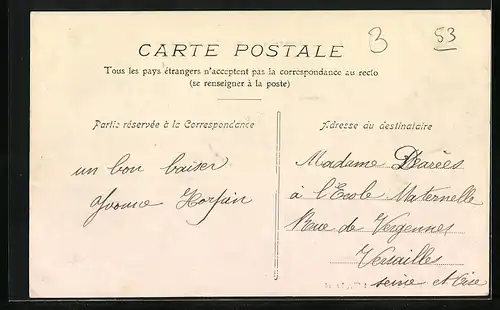 3
53
CARTE POSTALE
Tous les pays étrangers n'acceptent pas la correspondance au recto
(se renseigner à la poste)
Partie réservée à la Correspondance
un bon baiser
Yvonne
Adresse du destinataire
Madame
à l'Ecole Maternelle
Rue de Vergennes
Versailles
seine et Oise